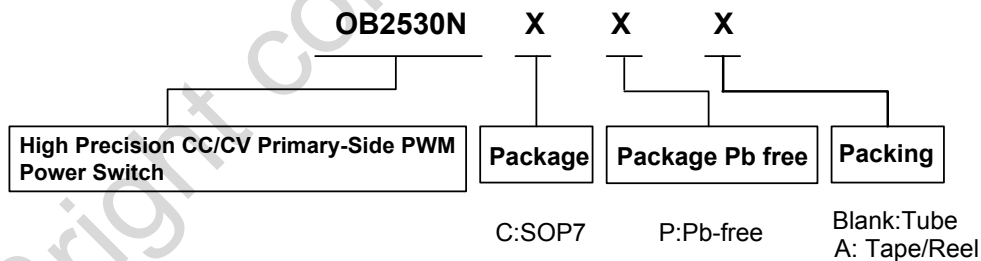 OB2530N X X X
High Precision CC/CV Primary-Side PWM
Power Switch
Package
Package Pb free
Packing
C:SOP7
P:Pb-free
Blank:Tube
A: Tape/Reel